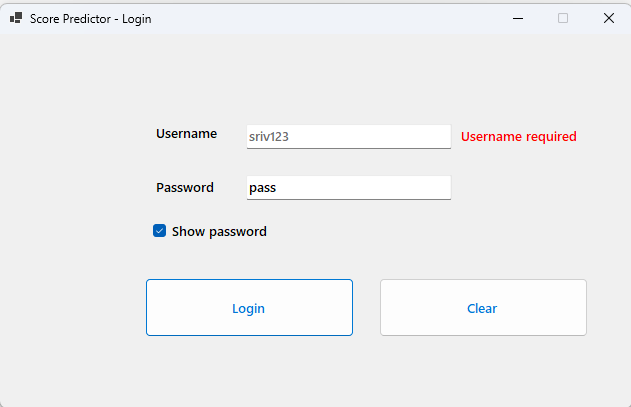 Score Predictor - Login
Username sriv123 Username required
Password pass
Show password
Login Clear